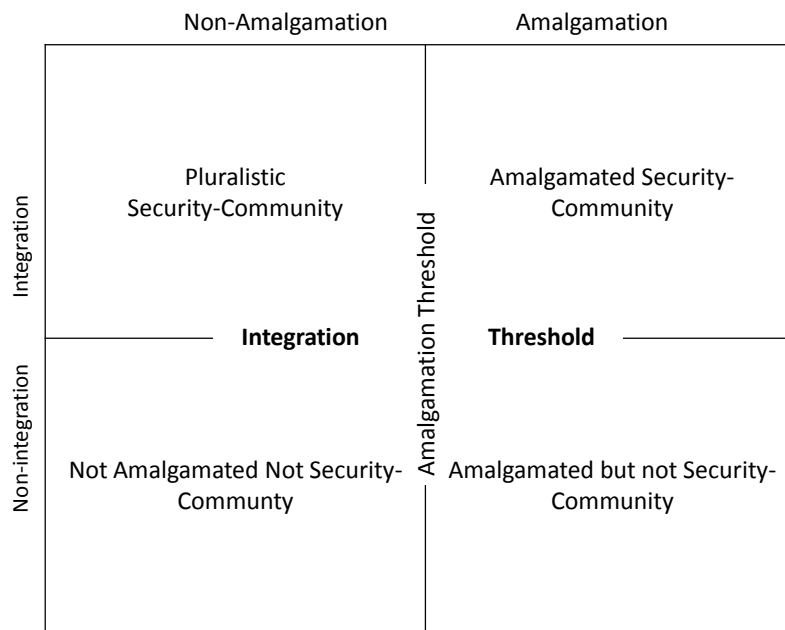 Non-Amalgamation Amalgamation
Integration
Pluralistic
Security-Community
Amalgamated Security-
Community
Amalgamation Threshold
Integration Threshold
Non-integration
Not Amalgamated Not Security-
Communty
Amalgamated but not Security-
Community